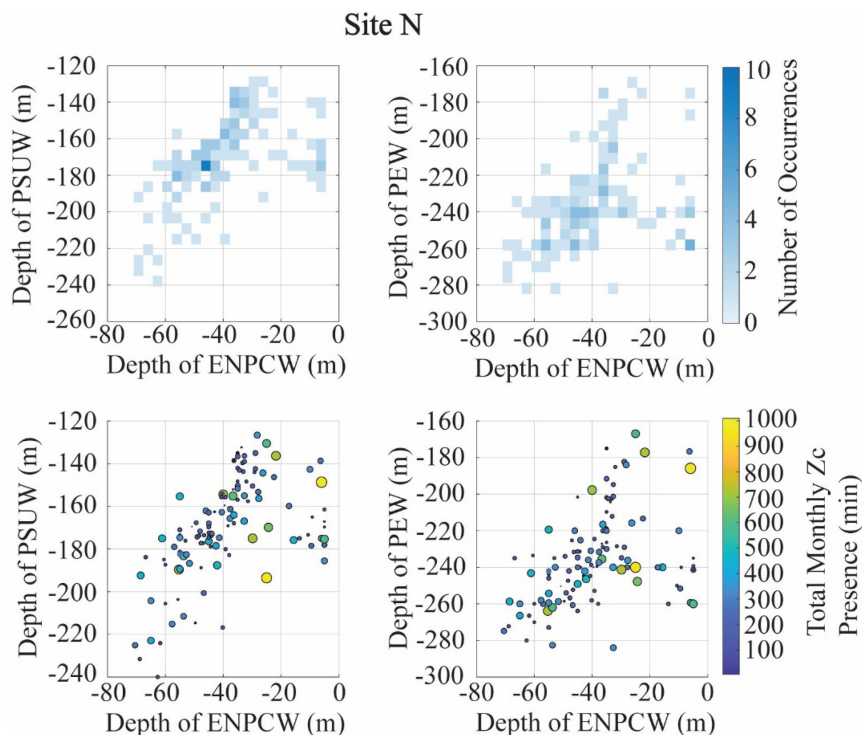 Site N
-120
-140
-160
-180
-200
-220
-240
-260
Depth of PSUW (m)
-80 -60 -40 -20 0
Depth of ENPCW (m)
-160
-180
-200
-220
-240
-260
-280
-300
Depth of PEW (m)
-80 -60 -40 -20 0
Depth of ENPCW (m)
10
8
6
4
2
0
Number of Occurrences
-120
-140
-160
-180
-200
-220
-240
Depth of PSUW (m)
-80 -60 -40 -20 0
Depth of ENPCW (m)
-160
-180
-200
-220
-240
-260
-280
-300
Depth of PEW (m)
-80 -60 -40 -20 0
Depth of ENPCW (m)
1000
900
800
700
600
500
400
300
200
100
Total Monthly Zc
Presence (min)